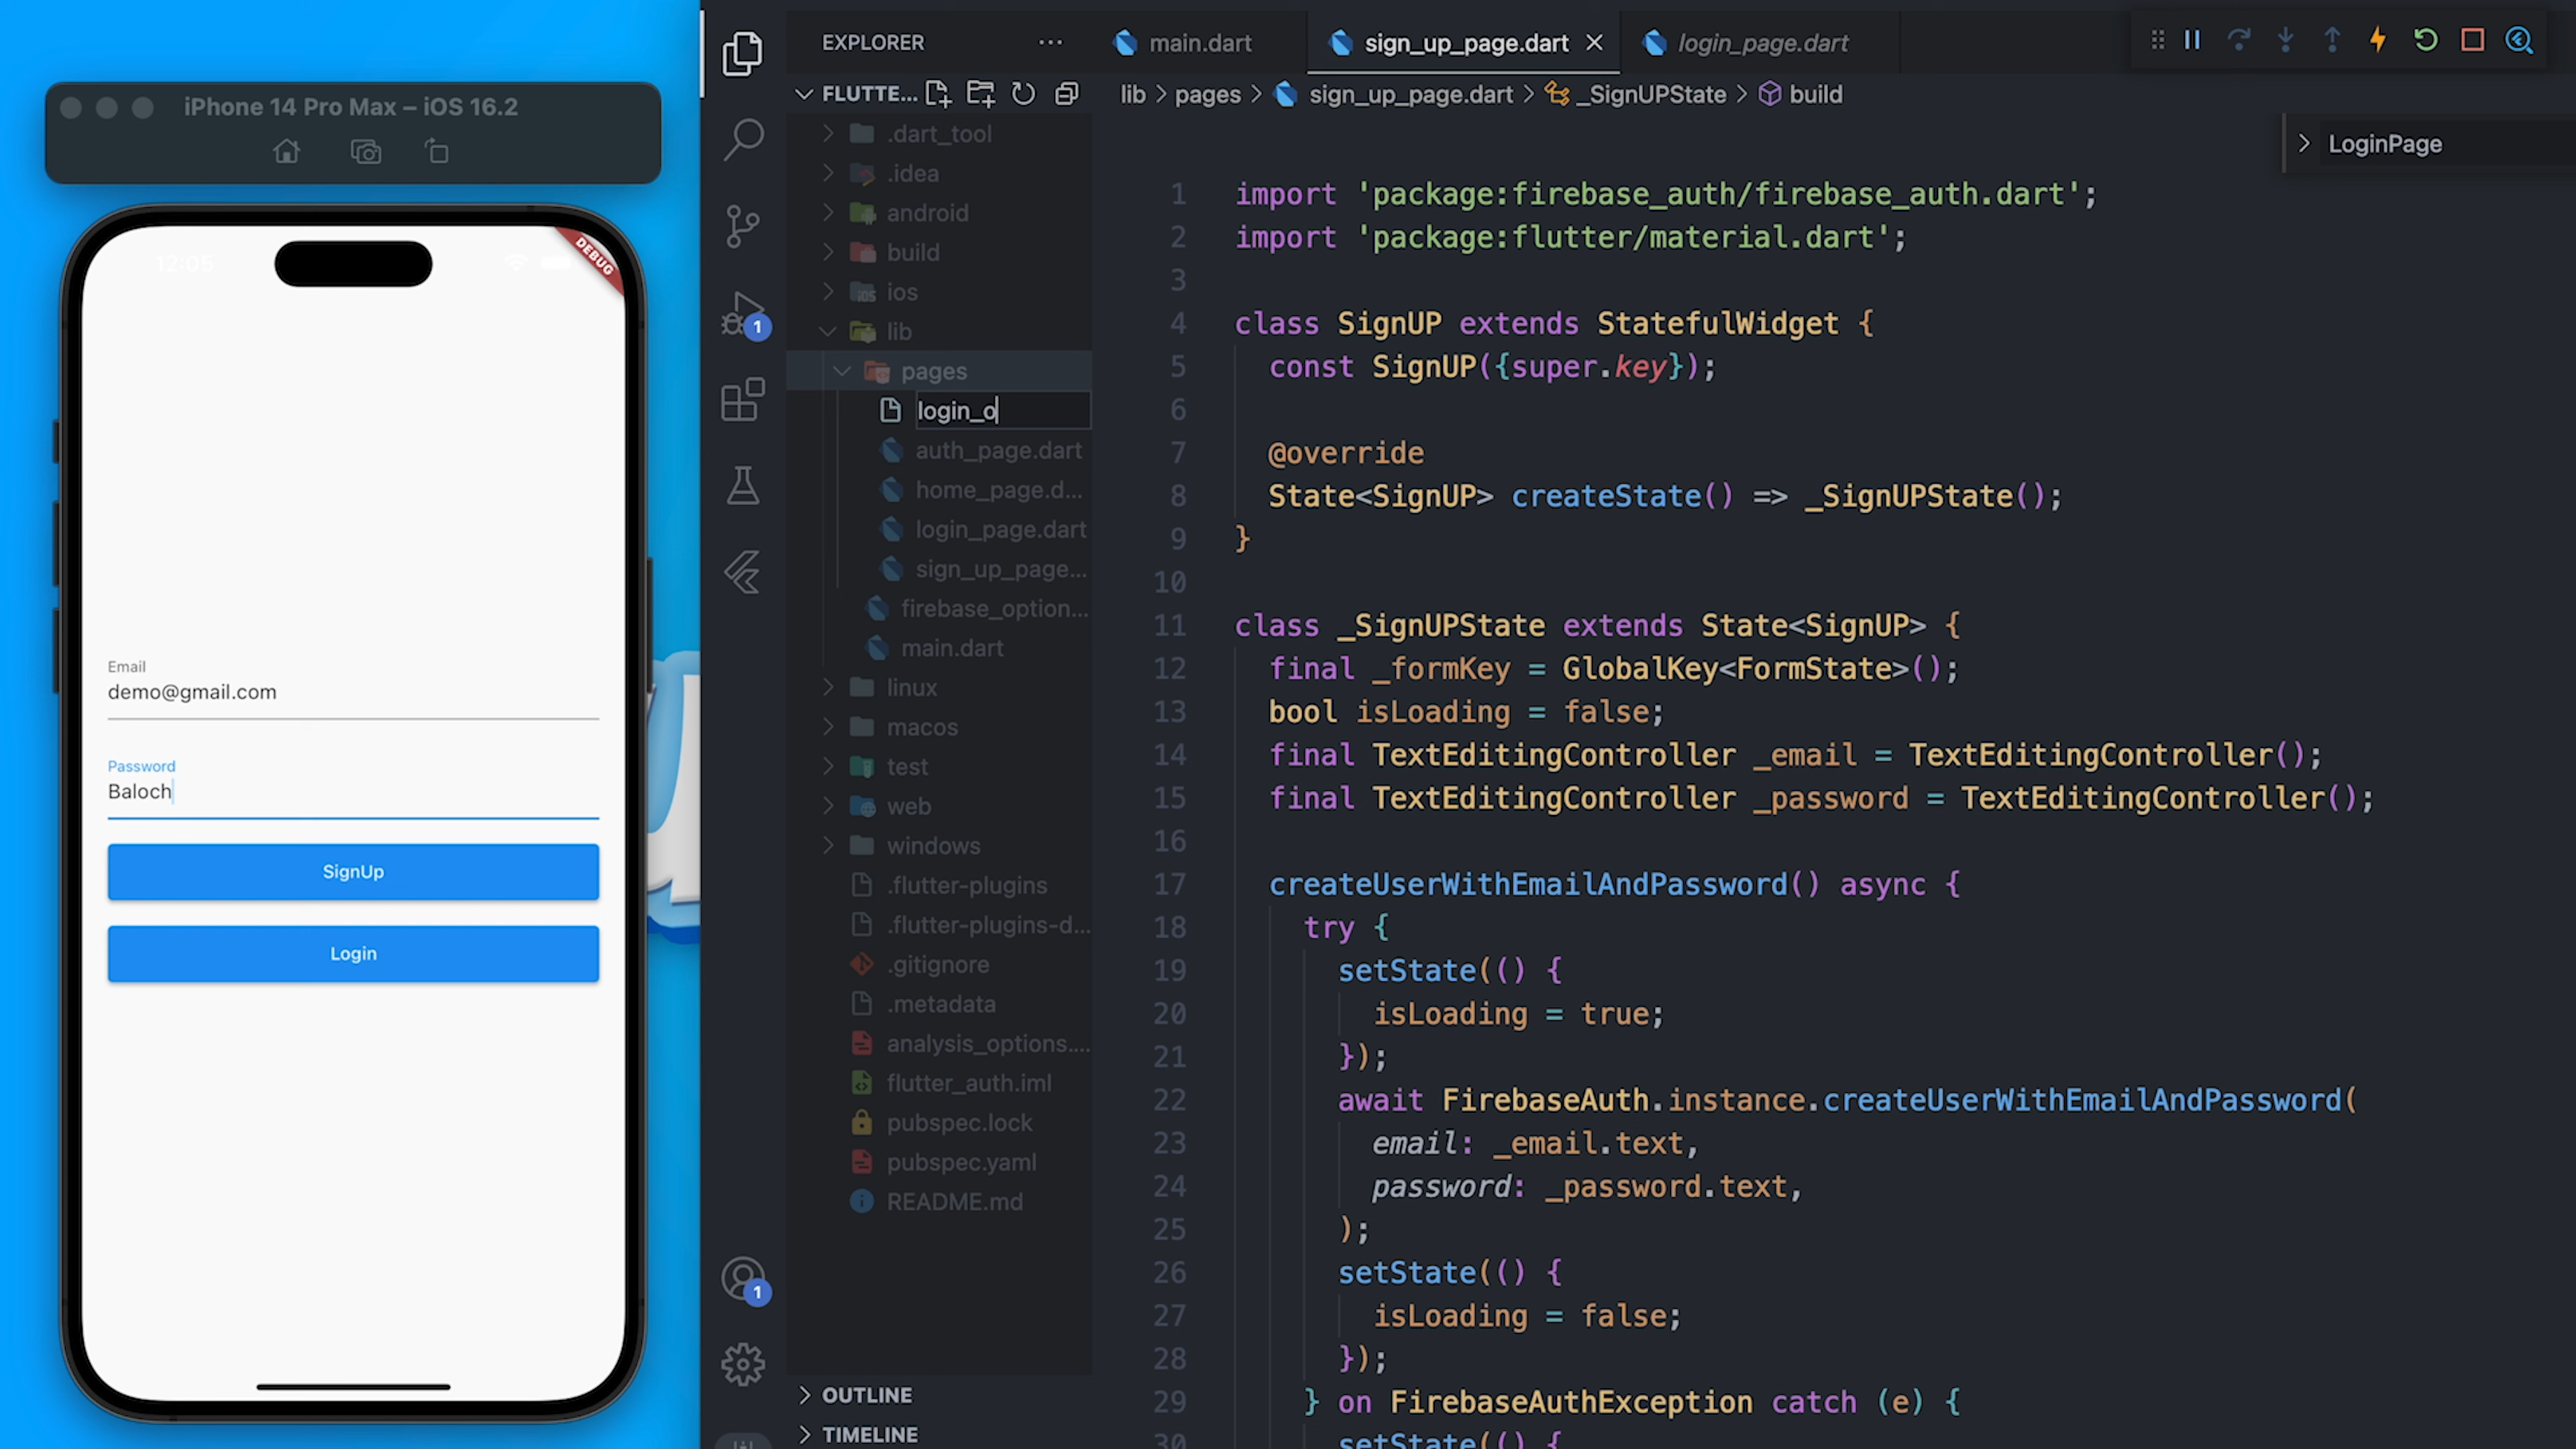 iPhone 14 Pro Max – iOS 16.2
12:05
DEBUG
Email
demo@gmail.com
Password
Baloch
SignUp
Login
EXPLORER
FLUTTE...
.dart_tool
.idea
android
build
ios
lib
pages
login_o
auth_page.dart
home_page.d...
login_page.dart
sign_up_page...
firebase_option...
main.dart
linux
macos
test
web
windows
.flutter-plugins
.flutter-plugins-d...
.gitignore
.metadata
analysis_options....
flutter_auth.iml
pubspec.lock
pubspec.yaml
README.md
OUTLINE
TIMELINE
1
1
main.dart
sign_up_page.dart
login_page.dart
lib > pages > sign_up_page.dart > _SignUPState > build
LoginPage
1 import 'package:firebase_auth/firebase_auth.dart';
2 import 'package:flutter/material.dart';
3
4 class SignUP extends StatefulWidget {
5 const SignUP({super.key});
6
7 @override
8 State<SignUP> createState() => _SignUPState();
9 }
10
11 class _SignUPState extends State<SignUP> {
12 final _formKey = GlobalKey<FormState>();
13 bool isLoading = false;
14 final TextEditingController _email = TextEditingController();
15 final TextEditingController _password = TextEditingController();
16
17 createUserWithEmailAndPassword() async {
18 try {
19 setState(() {
20 isLoading = true;
21 });
22 await FirebaseAuth.instance.createUserWithEmailAndPassword(
23 email: _email.text,
24 password: _password.text,
25 );
26 setState(() {
27 isLoading = false;
28 });
29 } on FirebaseAuthException catch (e) {
30 setState(() {